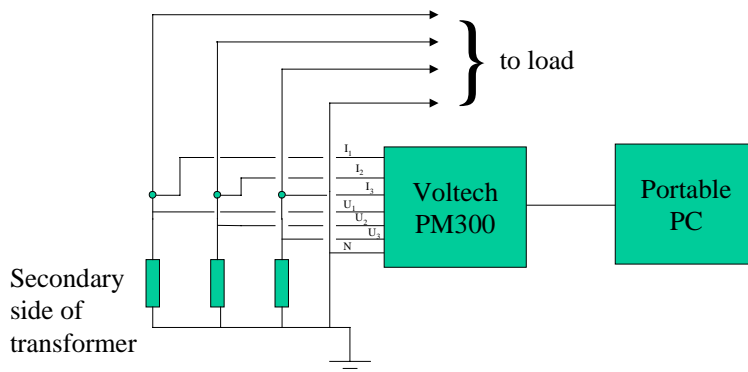 to load
I₁
I₂
I₃
U₁
U₂
U₃
N
Voltech
PM300
Portable
PC
Secondary
side of
transformer